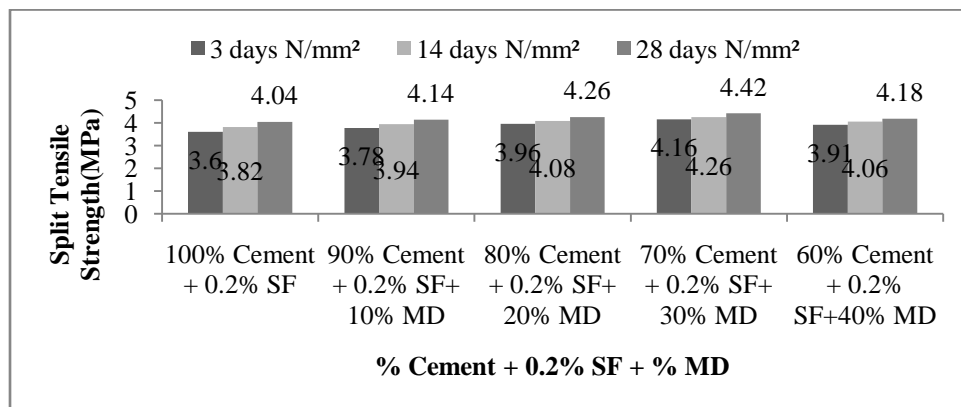 3 days N/mm² 14 days N/mm² 28 days N/mm²
4.04 4.14 4.26 4.42 4.18
5
4
3
2
1
0
3.6 3.78 3.96 4.16 3.91
3.82 3.94 4.08 4.26 4.06
Split Tensile
Strength(MPa)
100% Cement 90% Cement 80% Cement 70% Cement 60% Cement
+ 0.2% SF + 0.2% SF+ + 0.2% SF+ + 0.2% SF+ + 0.2%
10% MD 20% MD 30% MD SF+40% MD
% Cement + 0.2% SF + % MD